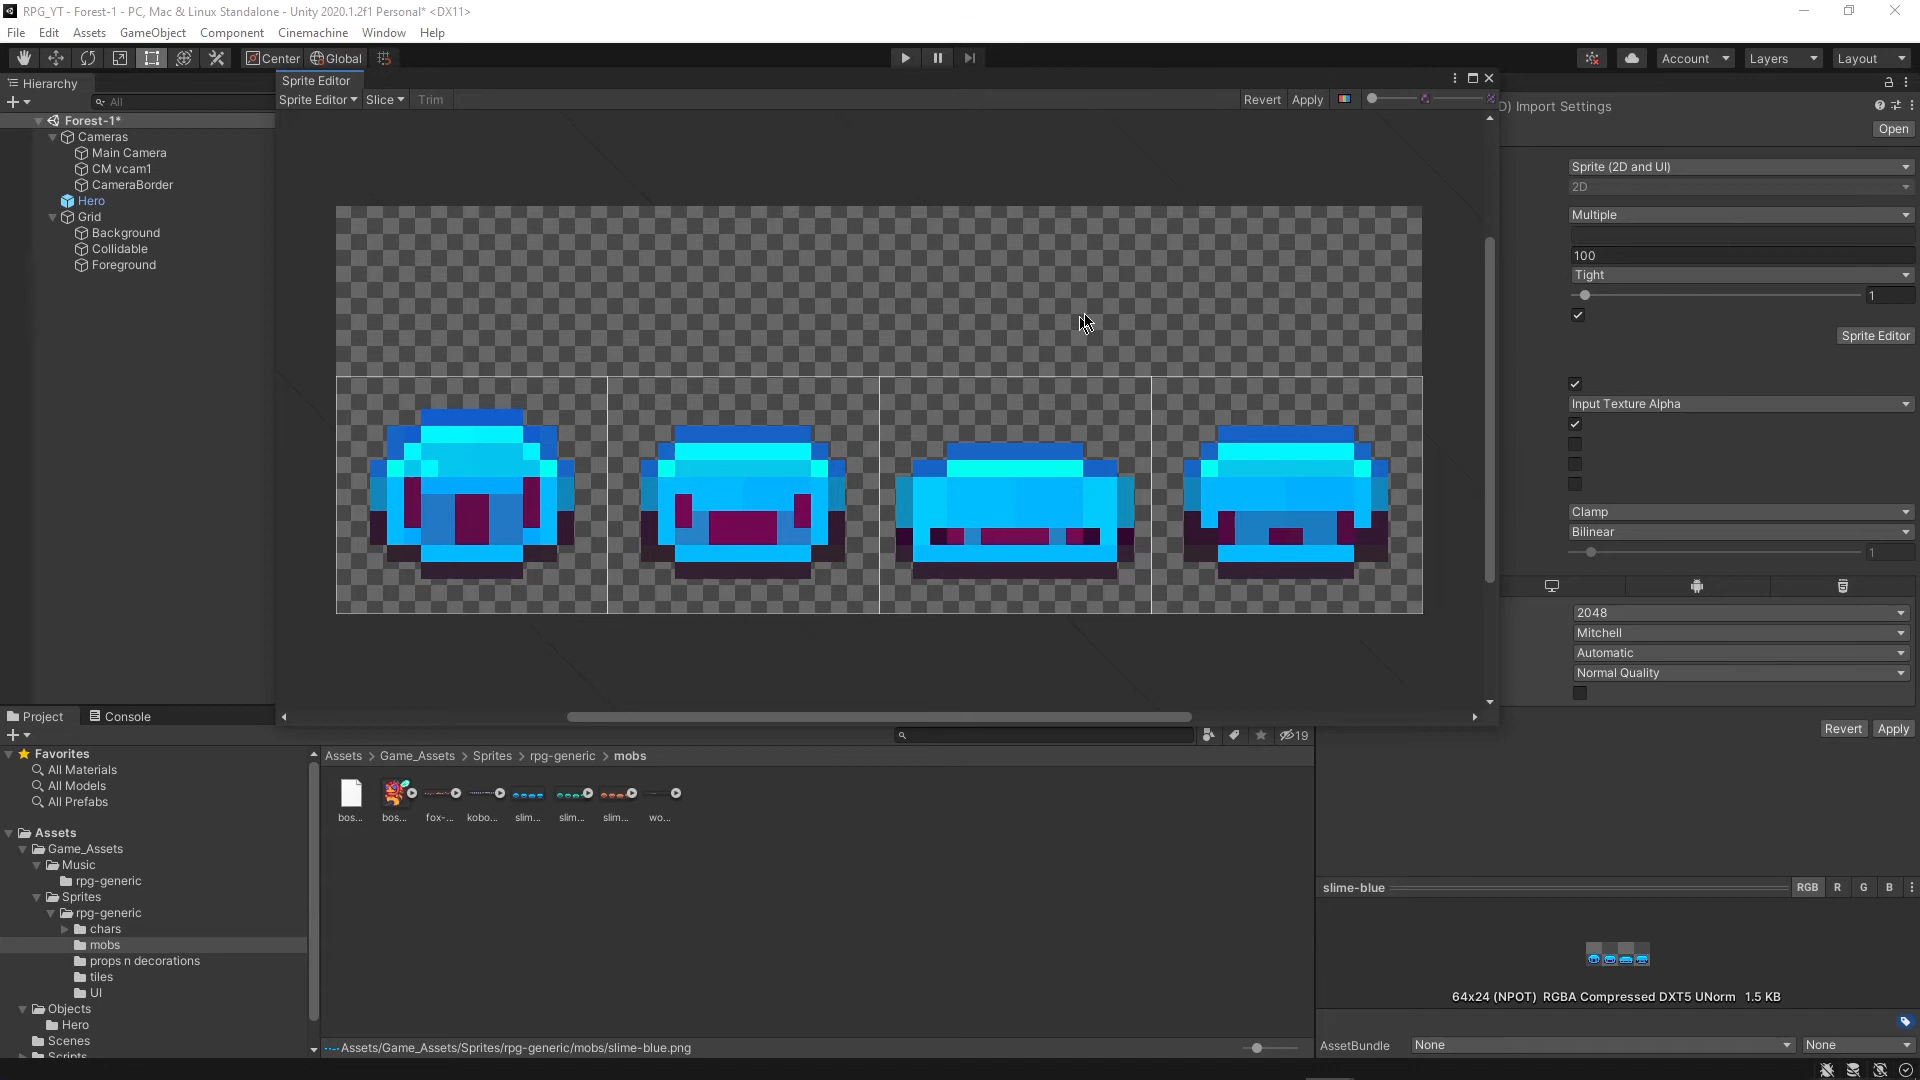 RPG_YT - Forest-1 - PC, Mac & Linux Standalone - Unity 2020.1.2f1 Personal* <DX11>
File Edit Assets GameObject Component Cinemachine Window Help
Center Global Account Layers Layout
Hierarchy
All
Forest-1*
Cameras
Main Camera
CM vcam1
CameraBorder
Hero
Grid
Background
Collidable
Foreground
Sprite Editor
Sprite Editor Slice Trim Revert Apply
D) Import Settings
Open
Sprite (2D and UI)
2D
Multiple
100
Tight
1
Sprite Editor
Input Texture Alpha
Clamp
Bilinear
1
2048
Mitchell
Automatic
Normal Quality
Revert Apply
Project Console
19
Favorites
All Materials
All Models
All Prefabs
Assets
Game_Assets
Music
rpg-generic
Sprites
rpg-generic
chars
mobs
props n decorations
tiles
UI
Objects
Hero
Scenes
Scripts
Assets > Game_Assets > Sprites > rpg-generic > mobs
bos... bos... fox-... kobo... slim... slim... slim... wo...
Assets/Game_Assets/Sprites/rpg-generic/mobs/slime-blue.png
slime-blue RGB R G B
64x24 (NPOT) RGBA Compressed DXT5 UNorm 1.5 KB
AssetBundle None None